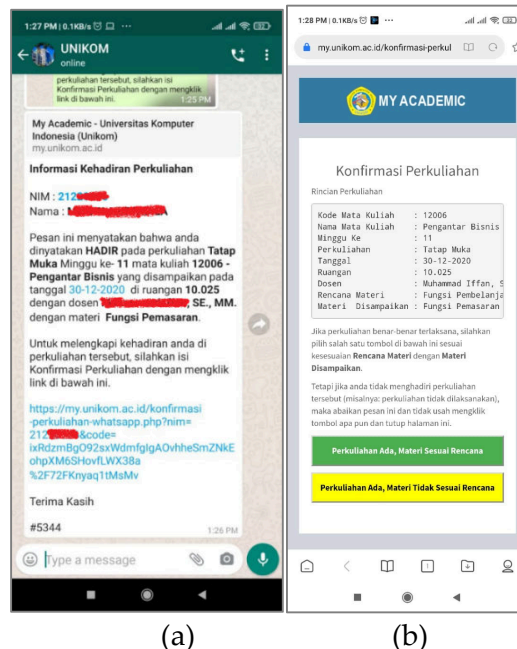 1:27 PM | 0.1KB/s
UNIKOM
online
perkuliahan tersebut, silahkan isi
Konfirmasi Perkuliahan dengan mengklik
link di bawah ini.
1:25 PM
My Academic - Universitas Komputer
Indonesia (Unikom)
my.unikom.ac.id
Informasi Kehadiran Perkuliahan
NIM : 212
Nama :
Pesan ini menyatakan bahwa anda
dinyatakan HADIR pada perkuliahan Tatap
Muka Minggu ke- 11 mata kuliah 12006 -
Pengantar Bisnis yang disampaikan pada
tanggal 30-12-2020 di ruangan 10.025
dengan dosen , SE., MM.
dengan materi Fungsi Pemasaran.
Untuk melengkapi kehadiran anda di
perkuliahan tersebut, silahkan isi
Konfirmasi Perkuliahan dengan mengklik
link di bawah ini.
https://my.unikom.ac.id/konfirmasi
-perkuliahan-whatsapp.php?nim=
212 &code=
ixRdzmBgO92sxWdmfgIgAOvhheSmZNkE
ohpXM6SHovfLWX38a
%2F72FKnyaq1tMsMv
Terima Kasih
#5344
1:26 PM
Type a message
(a)
1:28 PM | 0.1KB/s
my.unikom.ac.id/konfirmasi-perkul
MY ACADEMIC
Konfirmasi Perkuliahan
Rincian Perkuliahan
Kode Mata Kuliah : 12006
Nama Mata Kuliah : Pengantar Bisnis
Minggu Ke : 11
Perkuliahan : Tatap Muka
Tanggal : 30-12-2020
Ruangan : 10.025
Dosen : Muhammad Iffan, S
Rencana Materi : Fungsi Pembelanja
Materi Disampaikan : Fungsi Pemasaran
Jika perkuliahan benar-benar terlaksana, silahkan
pilih salah satu tombol di bawah ini sesuai
kesesuaian Rencana Materi dengan Materi
Disampaikan.
Tetapi jika anda tidak menghadiri perkuliahan
tersebut (misalnya: perkuliahan tidak dilaksanakan),
maka abaikan pesan ini dan tidak usah mengklik
tombol apa pun dan tutup halaman ini.
Perkuliahan Ada, Materi Sesuai Rencana
Perkuliahan Ada, Materi Tidak Sesuai Rencana
(b)